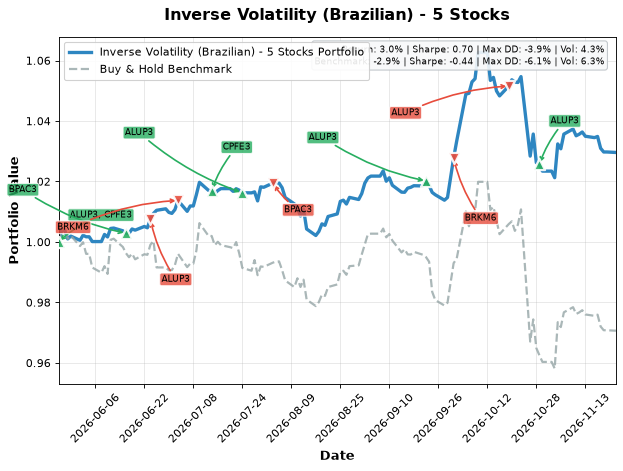 Inverse Volatility (Brazilian) - 5 Stocks
Inverse Volatility (Brazilian) - 5 Stocks Portfolio
Buy & Hold Benchmark
3.0% | Sharpe: 0.70 | Max DD: -3.9% | Vol: 4.3%
-2.9% | Sharpe: -0.44 | Max DD: -6.1% | Vol: 6.3%
1.06
1.04
1.02
1.00
0.98
0.96
Portfolio Value
BPAC3
ALUP3, CPFE3
BRKM6
ALUP3
ALUP3
CPFE3
BPAC3
ALUP3
ALUP3
BRKM6
ALUP3
2026-06-06
2026-06-22
2026-07-08
2026-07-24
2026-08-09
2026-08-25
2026-09-10
2026-09-26
2026-10-12
2026-10-28
2026-11-13
Date